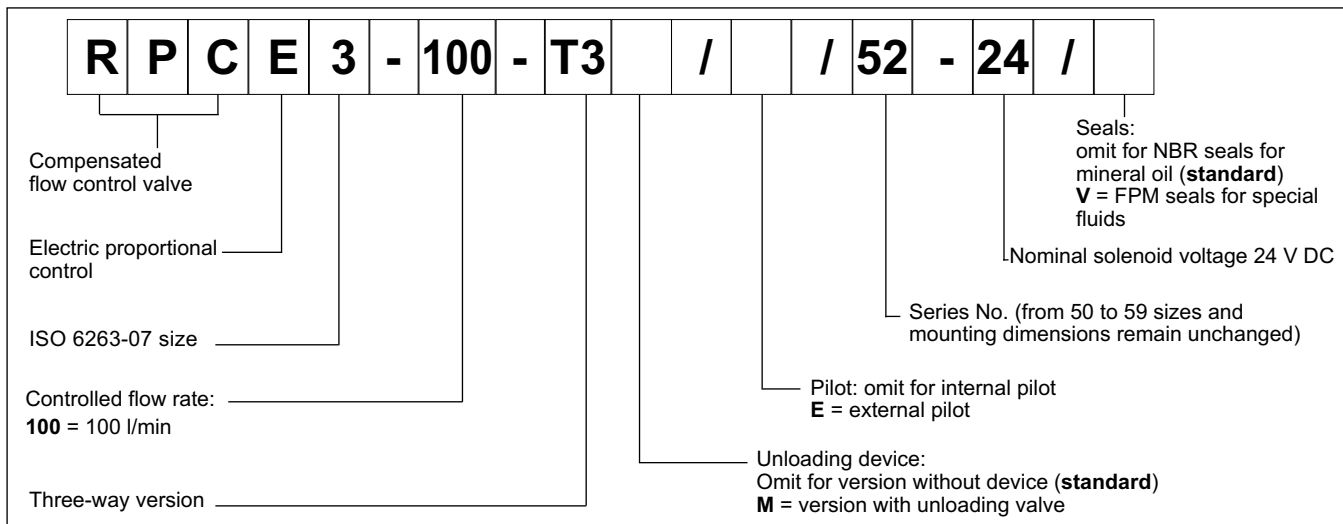 RPCE3-100-T3 / / 52 - 24 /
Compensated
flow control valve
Electric proportional
control
ISO 6263-07 size
Controlled flow rate:
100 = 100 l/min
Three-way version
Seals:
omit for NBR seals for
mineral oil (standard)
V = FPM seals for special
fluids
Nominal solenoid voltage 24 V DC
Series No. (from 50 to 59 sizes and
mounting dimensions remain unchanged)
Pilot: omit for internal pilot
E = external pilot
Unloading device:
Omit for version without device (standard)
M = version with unloading valve